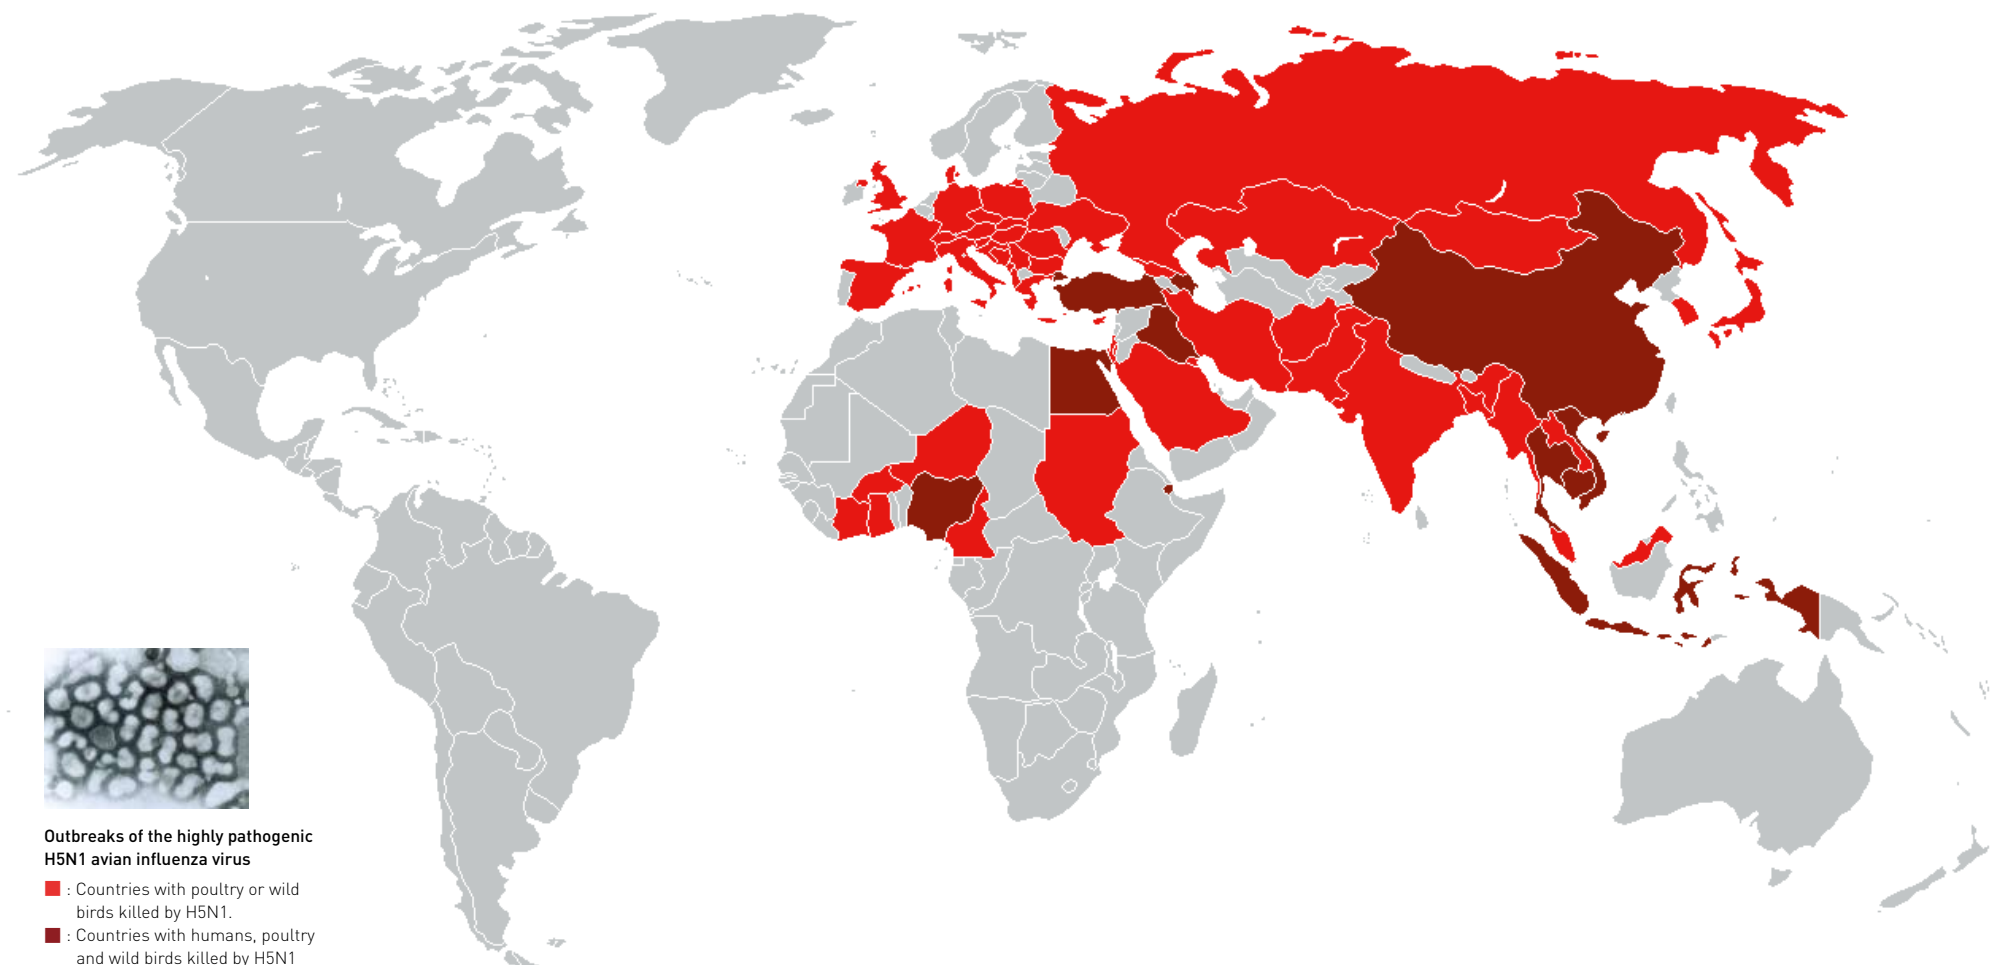 Outbreaks of the highly pathogenic
H5N1 avian influenza virus
: Countries with poultry or wild
birds killed by H5N1.
: Countries with humans, poultry
and wild birds killed by H5N1